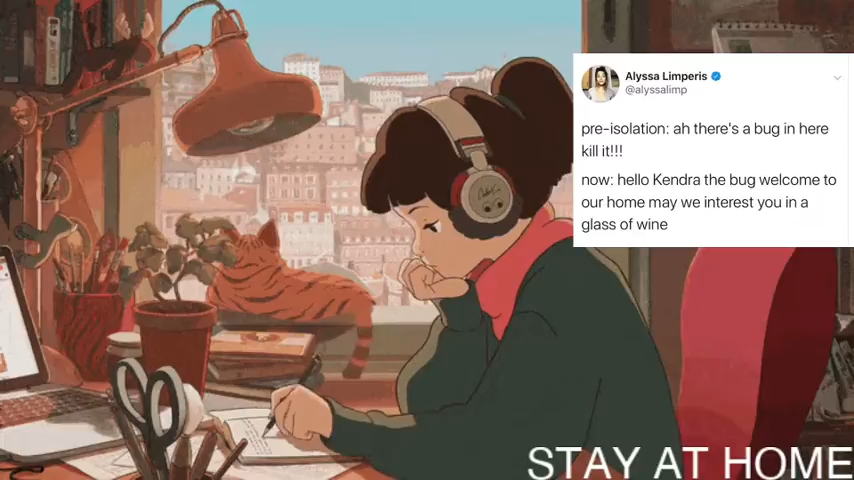 Alyssa Limperis
@alyssalimp
pre-isolation: ah there's a bug in here
kill it!!!
now: hello Kendra the bug welcome to
our home may we interest you in a
glass of wine
STAY AT HOME